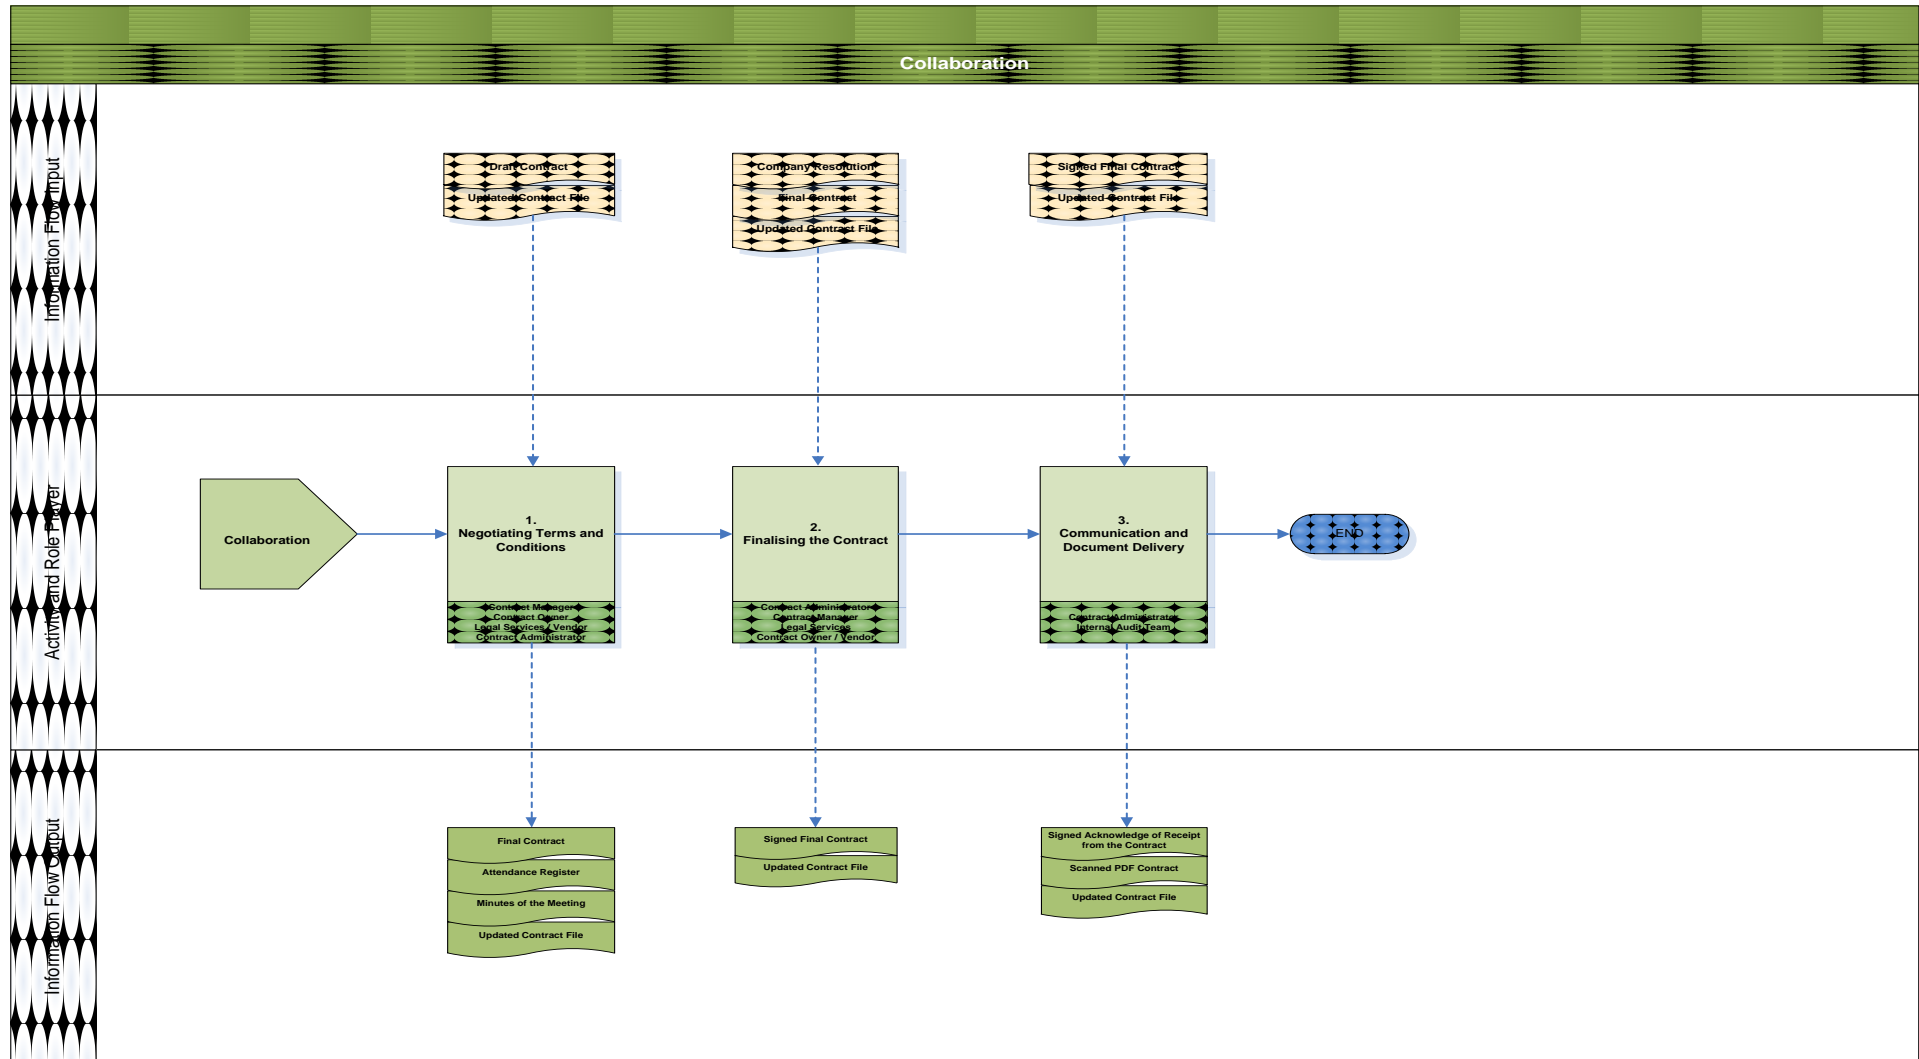 Collaboration
Information Flow Input
Draft Contract
Updated Contract File
Company Resolution
Final Contract
Updated Contract File
Signed Final Contract
Updated Contract File
Activity and Role Player
Collaboration
1.
Negotiating Terms and
Conditions
Contract Manager
Contract Owner
Legal Services / Vendor
Contract Administrator
2.
Finalising the Contract
Contract Administrator
Contract Manager
Legal Services
Contract Owner / Vendor
3.
Communication and
Document Delivery
Contract Administrator
Internal Audit Team
END
Information Flow Output
Final Contract
Attendance Register
Minutes of the Meeting
Updated Contract File
Signed Final Contract
Updated Contract File
Signed Acknowledge of Receipt
from the Contract
Scanned PDF Contract
Updated Contract File